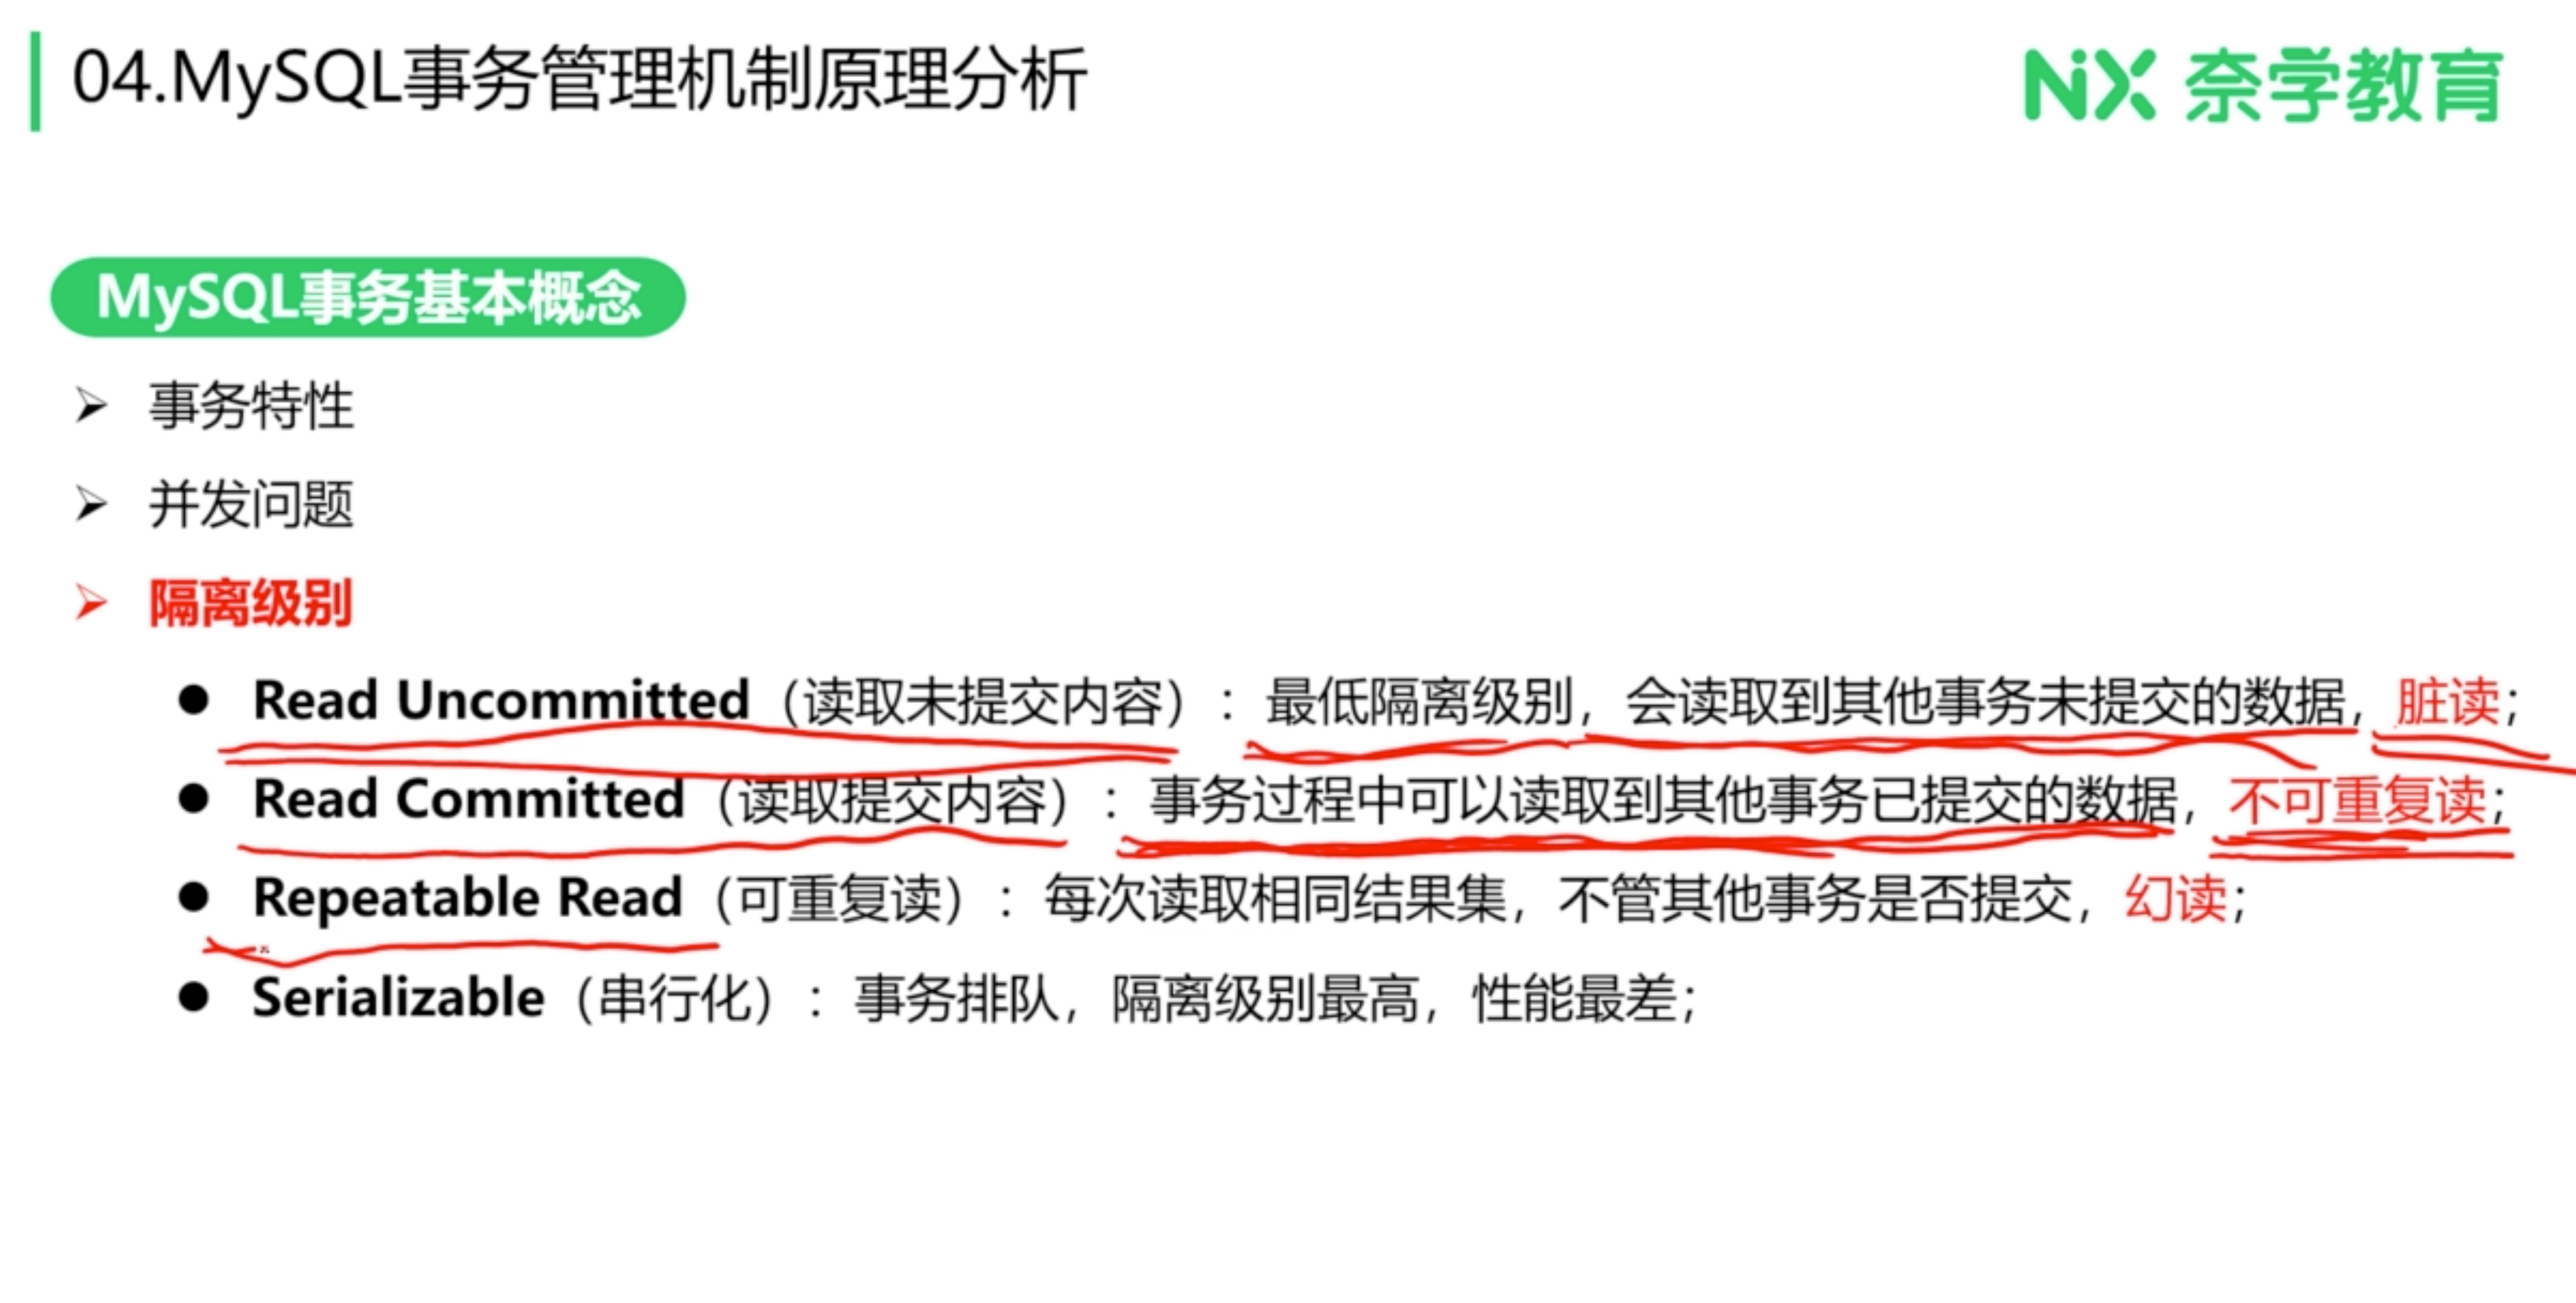 04.MySQL事务管理机制原理分析
NX 奈学教育
MySQL事务基本概念
➢ 事务特性
➢ 并发问题
➢ 隔离级别
● Read Uncommitted（读取未提交内容）：最低隔离级别，会读取到其他事务未提交的数据，脏读；
● Read Committed（读取提交内容）：事务过程中可以读取到其他事务已提交的数据，不可重复读；
● Repeatable Read（可重复读）：每次读取相同结果集，不管其他事务是否提交，幻读；
● Serializable（串行化）：事务排队，隔离级别最高，性能最差；